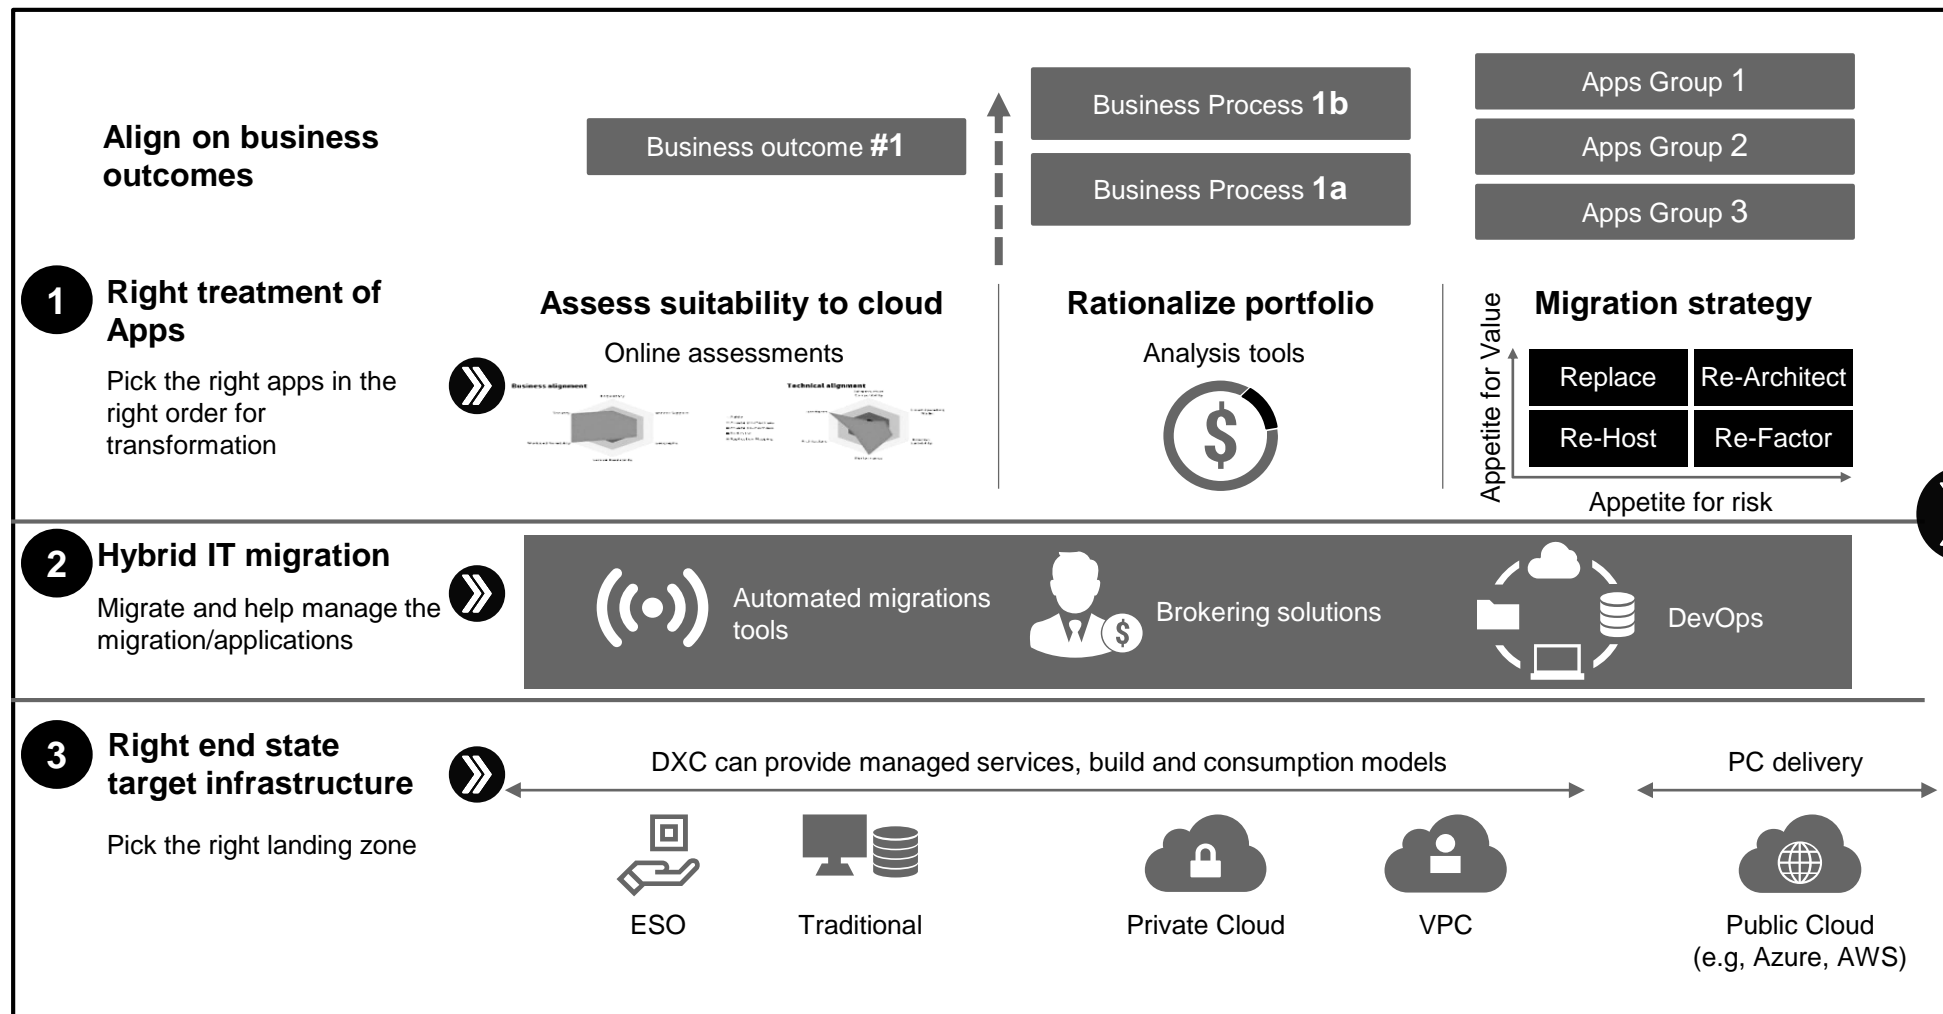 Align on business
outcomes
Business outcome #1
Business Process 1b
Business Process 1a
Apps Group 1
Apps Group 2
Apps Group 3
1
Right treatment of
Apps
Pick the right apps in the
right order for
transformation
Assess suitability to cloud
Online assessments
Business alignment
Technical alignment
Rationalize portfolio
Analysis tools
$
Migration strategy
Appetite for Value
Replace
Re-Architect
Re-Host
Re-Factor
Appetite for risk
2
Hybrid IT migration
Migrate and help manage the
migration/applications
Automated migrations
tools
$
Brokering solutions
DevOps
3
Right end state
target infrastructure
Pick the right landing zone
DXC can provide managed services, build and consumption models
PC delivery
ESO
Traditional
Private Cloud
VPC
Public Cloud
(e.g, Azure, AWS)